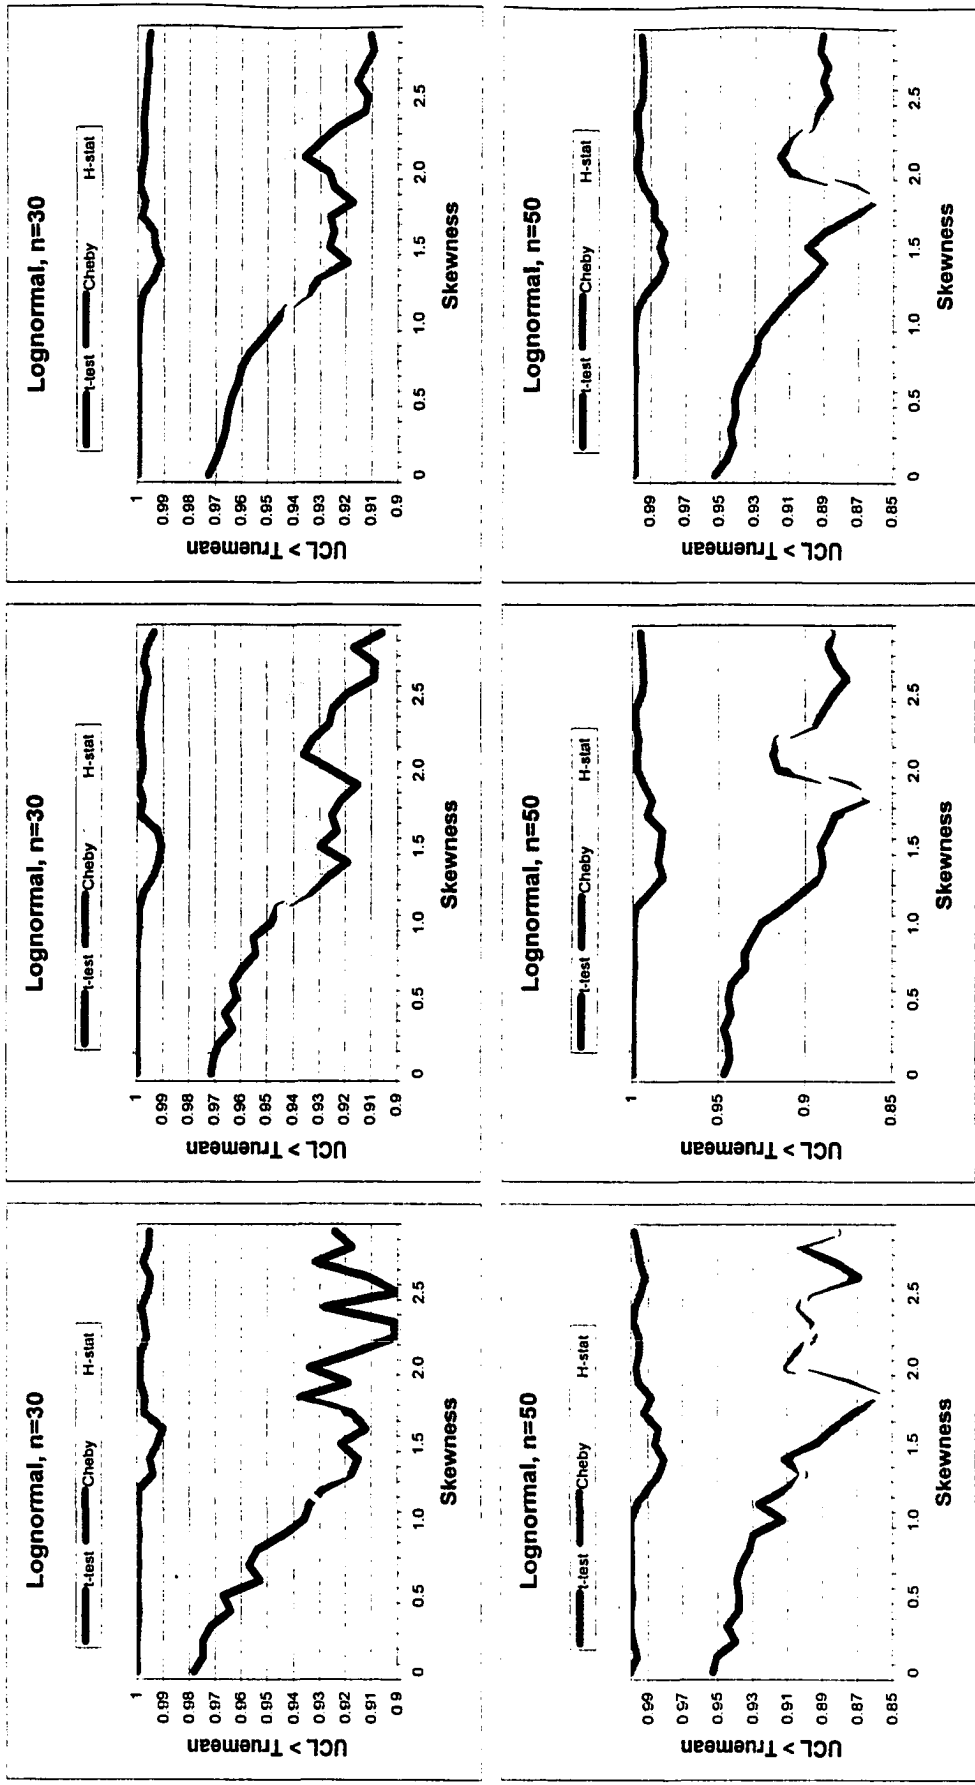 Lognormal, n=30
t-test Cheby H-stat
UCL > Truemean
1
0.99
0.98
0.97
0.96
0.95
0.94
0.93
0.92
0.91
0.9
0 0.5 1.0 1.5 2.0 2.5
Skewness
Lognormal, n=30
t-test Cheby H-stat
UCL > Truemean
1
0.99
0.98
0.97
0.96
0.95
0.94
0.93
0.92
0.91
0.9
0 0.5 1.0 1.5 2.0 2.5
Skewness
Lognormal, n=30
t-test Cheby H-stat
UCL > Truemean
1
0.99
0.98
0.97
0.96
0.95
0.94
0.93
0.92
0.91
0.9
0 0.5 1.0 1.5 2.0 2.5
Skewness
Lognormal, n=50
t-test Cheby H-stat
UCL > Truemean
0.99
0.97
0.95
0.93
0.91
0.89
0.87
0.85
0 0.5 1.0 1.5 2.0 2.5
Skewness
Lognormal, n=50
t-test Cheby H-stat
UCL > Truemean
1
0.95
0.9
0.85
0 0.5 1.0 1.5 2.0 2.5
Skewness
Lognormal, n=50
t-test Cheby H-stat
UCL > Truemean
0.99
0.97
0.95
0.93
0.91
0.89
0.87
0.85
0 0.5 1.0 1.5 2.0 2.5
Skewness